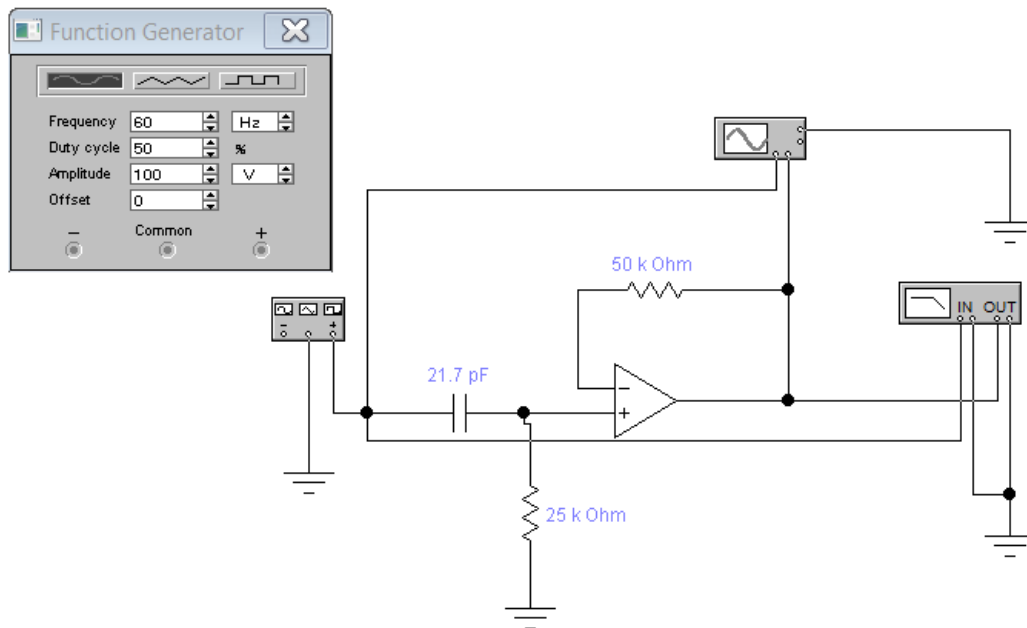 Function Generator
Frequency 60 Hz
Duty cycle 50 %
Amplitude 100 V
Offset 0
− Common +
50 k Ohm
IN OUT
− +
21.7 pF
−
+
25 k Ohm